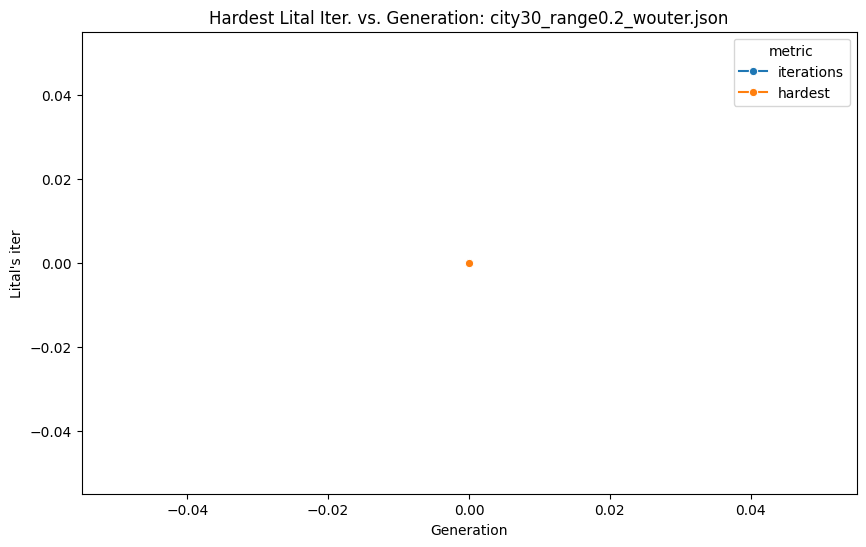 Hardest Lital Iter. vs. Generation: city30_range0.2_wouter.json
metric
iterations
hardest
0.04
0.02
0.00
−0.02
−0.04
Lital's iter
−0.04
−0.02
0.00
0.02
0.04
Generation